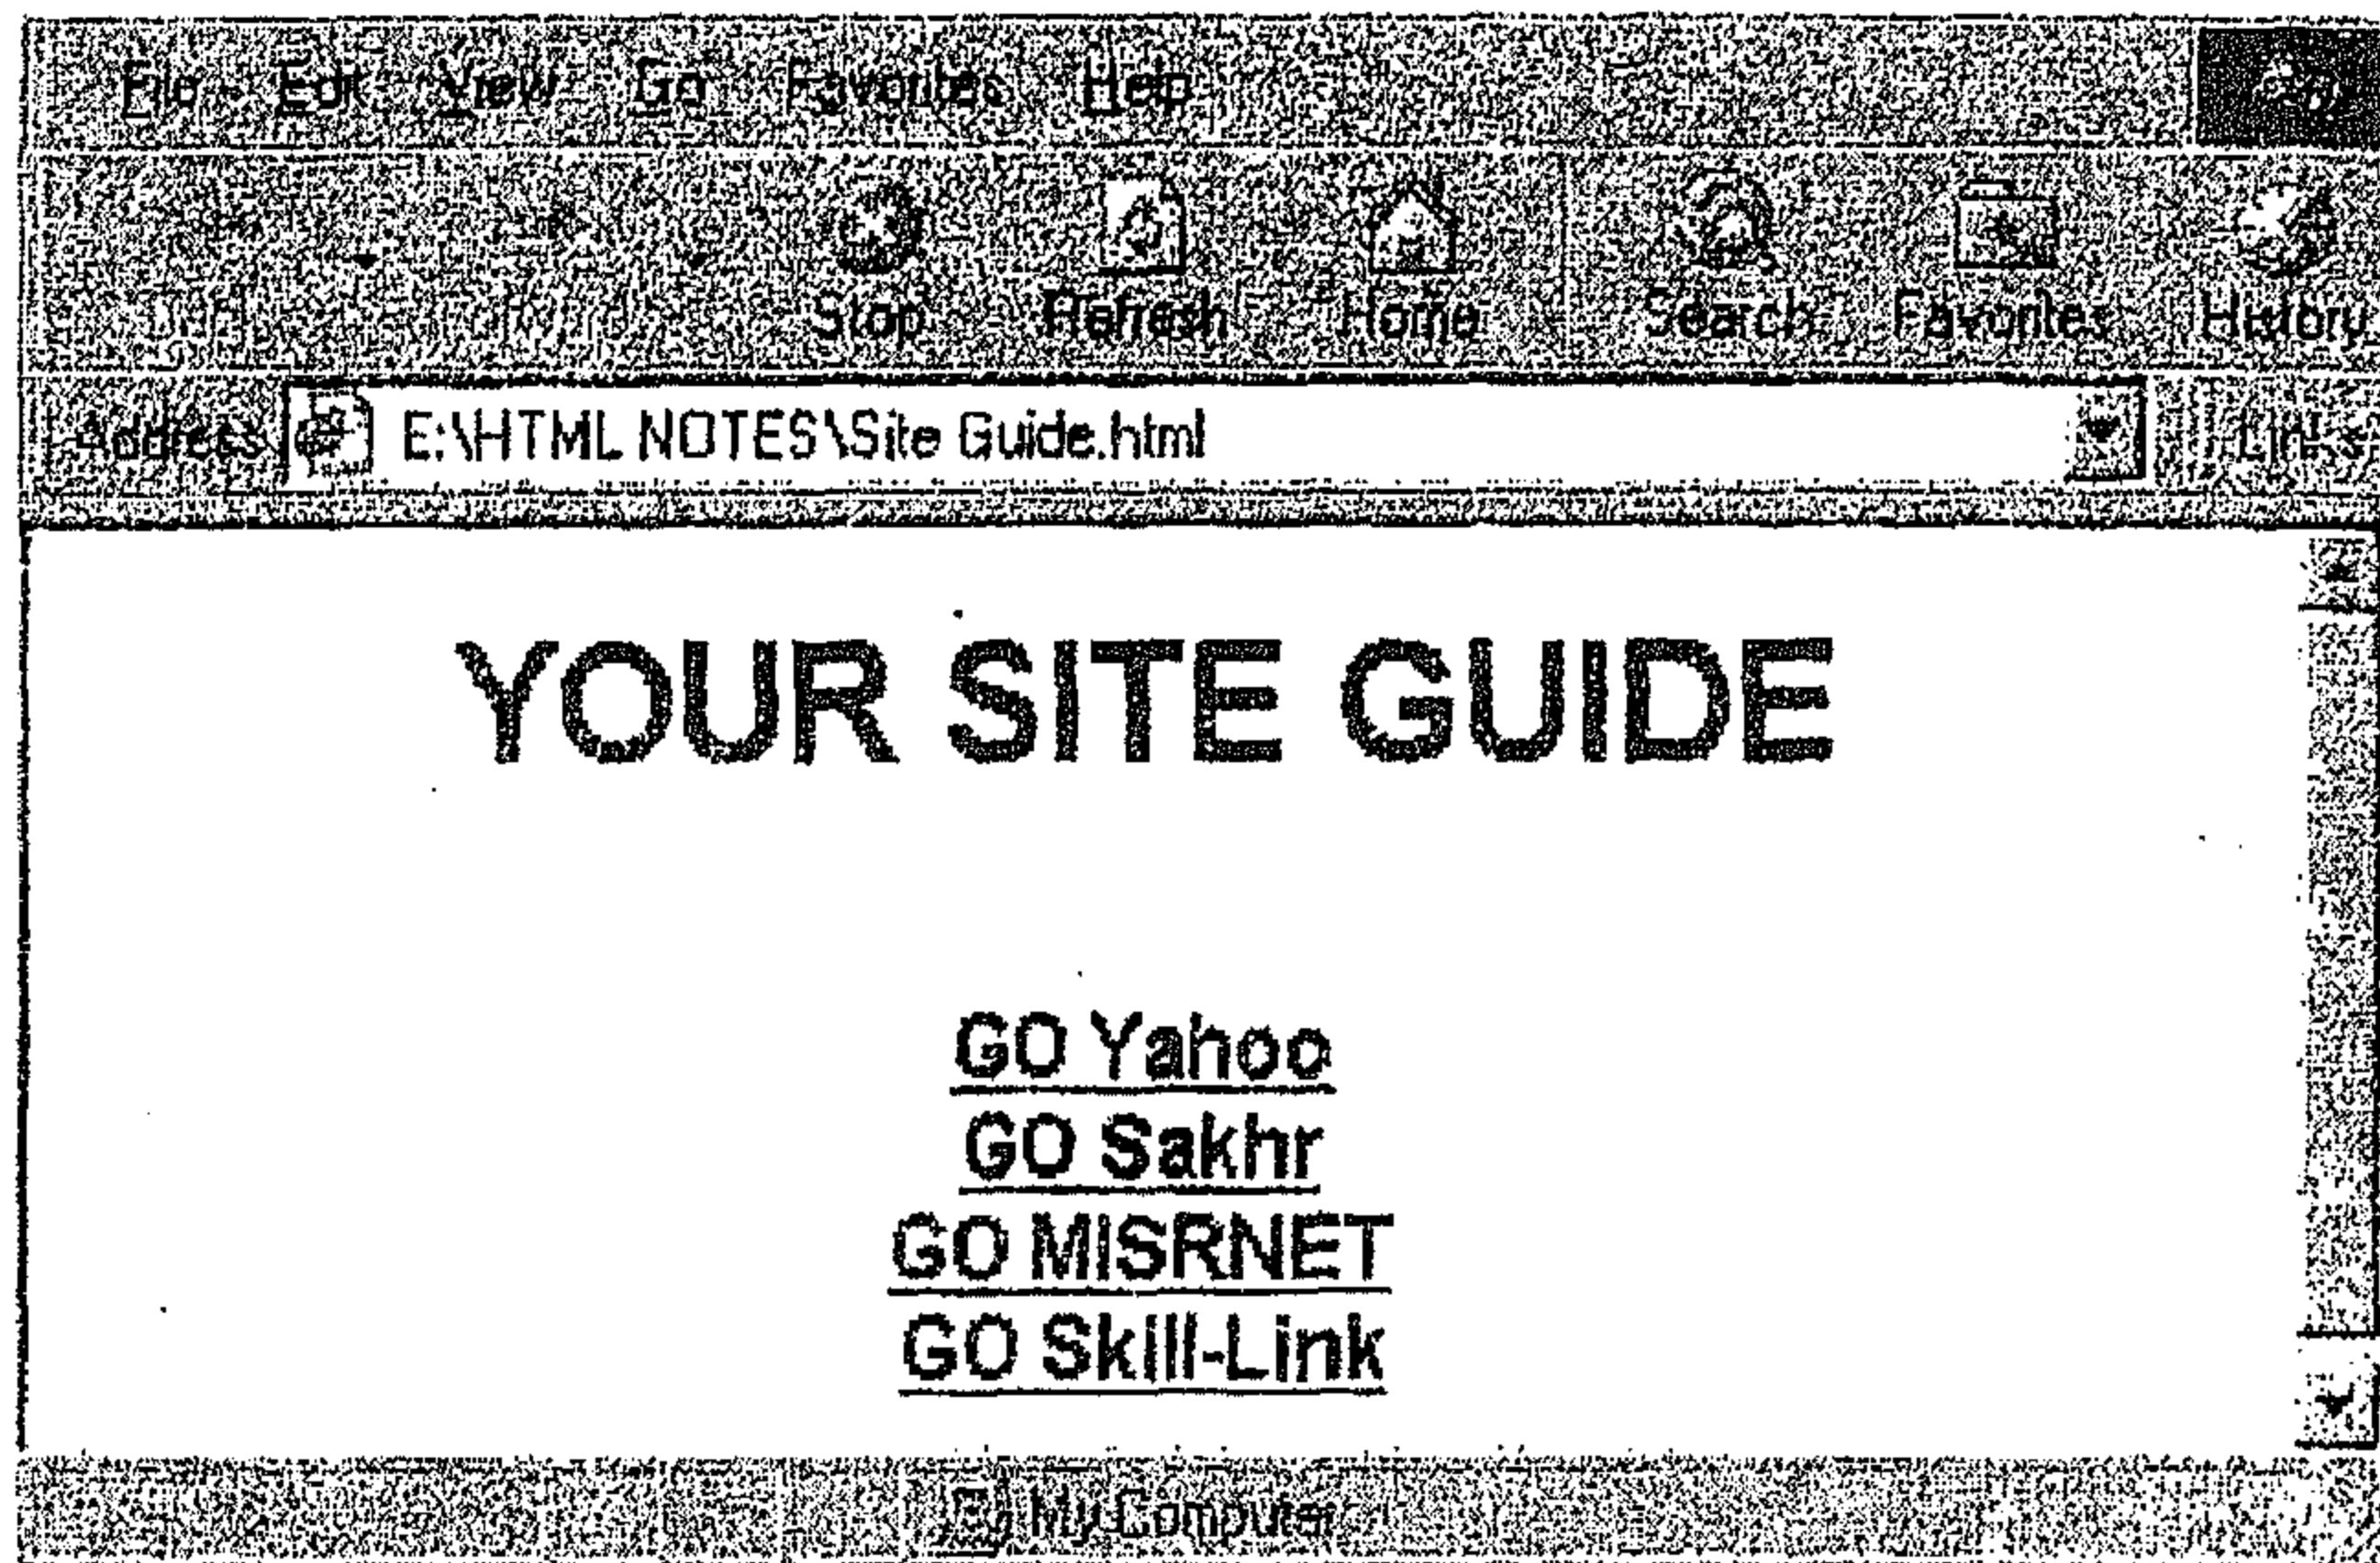 File Edit View Go Favorites Help
Stop Refresh Home Search Favorites History
Address E:\HTML NOTES\Site Guide.html Links
YOUR SITE GUIDE
GO Yahoo
GO Sakhr
GO MISRNET
GO Skill-Link
My Computer